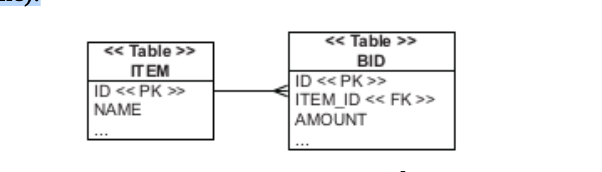 << Table >>
ITEM
ID << PK >>
NAME
...
<< Table >>
BID
ID << PK >>
ITEM_ID << FK >>
AMOUNT
...